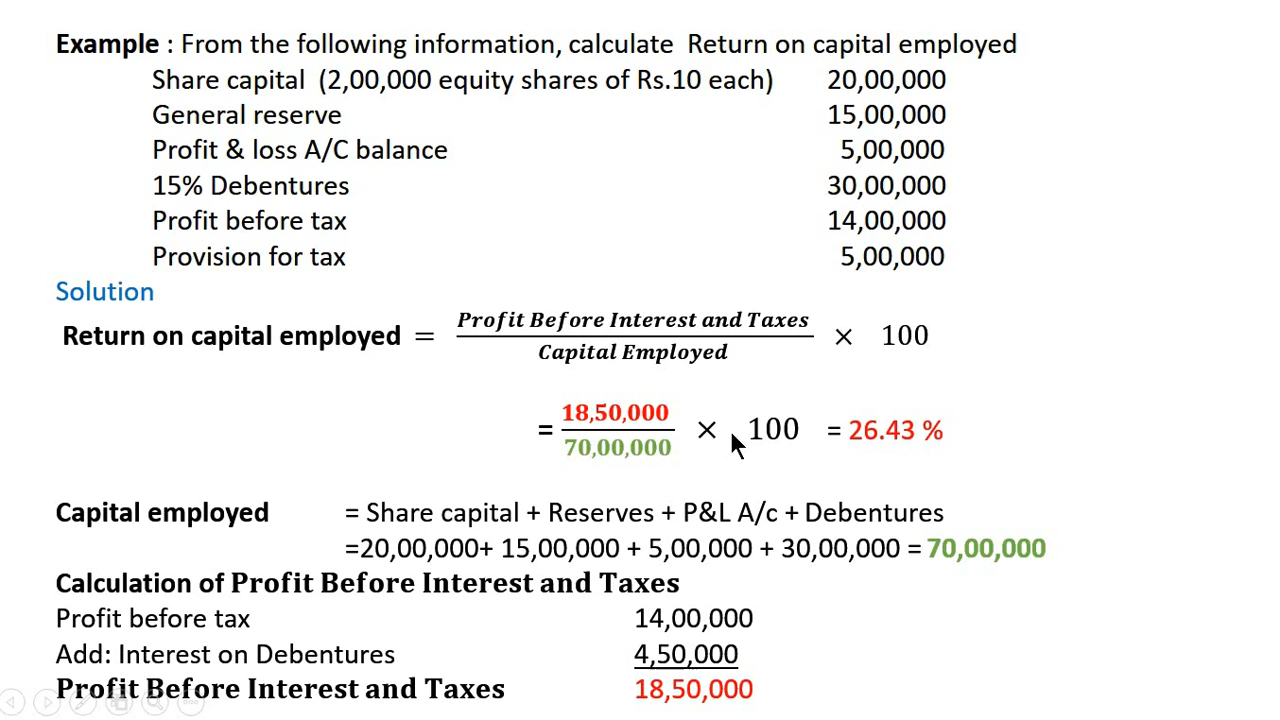 Example : From the following information, calculate Return on capital employed
Share capital (2,00,000 equity shares of Rs.10 each) 20,00,000
General reserve 15,00,000
Profit & loss A/C balance 5,00,000
15% Debentures 30,00,000
Profit before tax 14,00,000
Provision for tax 5,00,000
Solution
Return on capital employed = Profit Before Interest and Taxes / Capital Employed × 100
= 18,50,000 / 70,00,000 × 100 = 26.43 %
Capital employed = Share capital + Reserves + P&L A/c + Debentures
=20,00,000+ 15,00,000 + 5,00,000 + 30,00,000 = 70,00,000
Calculation of Profit Before Interest and Taxes
Profit before tax 14,00,000
Add: Interest on Debentures 4,50,000
Profit Before Interest and Taxes 18,50,000